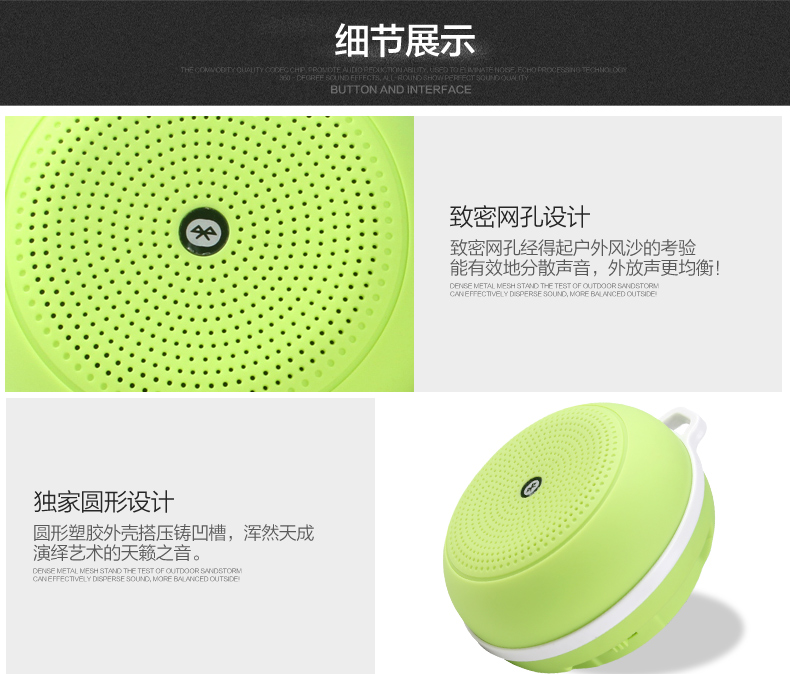 细节展示
THE COMMODITY QUALITY CODEC CHIP, PROMOTE AUDIO REDUCTION ABILITY, USED TO ELIMINATE NOISE, ECHO PROCESSING TECHNOLOGY
360 - DEGREE SOUND EFFECTS, ALL-ROUND SHOW PERFECT SOUND QUALITY
BUTTON AND INTERFACE
致密网孔设计
致密网孔经得起户外风沙的考验
能有效地分散声音，外放声更均衡！
DENSE METAL MESH STAND THE TEST OF OUTDOOR SANDSTORM
CAN EFFECTIVELY DISPERSE SOUND, MORE BALANCED OUTSIDE!
独家圆形设计
圆形塑胶外壳搭压铸凹槽，浑然天成
演绎艺术的天籁之音。
DENSE METAL MESH STAND THE TEST OF OUTDOOR SANDSTORM
CAN EFFECTIVELY DISPERSE SOUND, MORE BALANCED OUTSIDE!